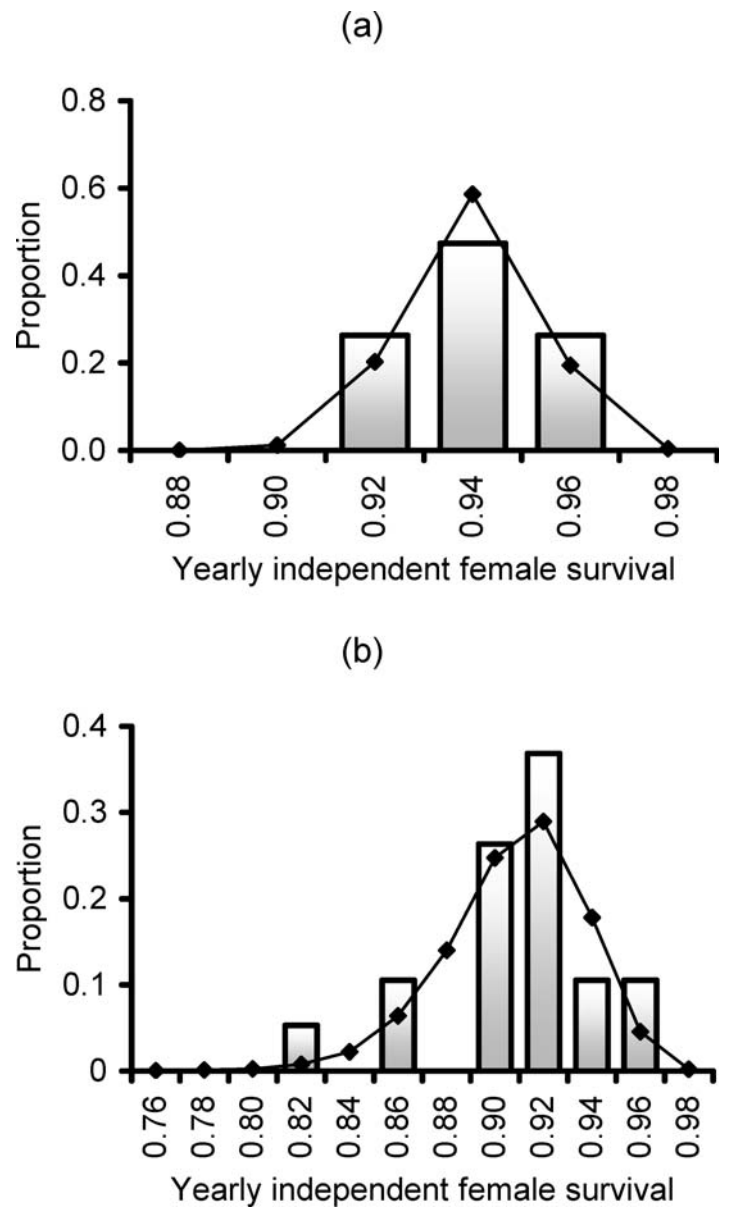 (a)
0.8
0.6
0.4
0.2
0.0
Proportion
0.88 0.90 0.92 0.94 0.96 0.98
Yearly independent female survival
(b)
0.4
0.3
0.2
0.1
0
Proportion
0.76 0.78 0.80 0.82 0.84 0.86 0.88 0.90 0.92 0.94 0.96 0.98
Yearly independent female survival